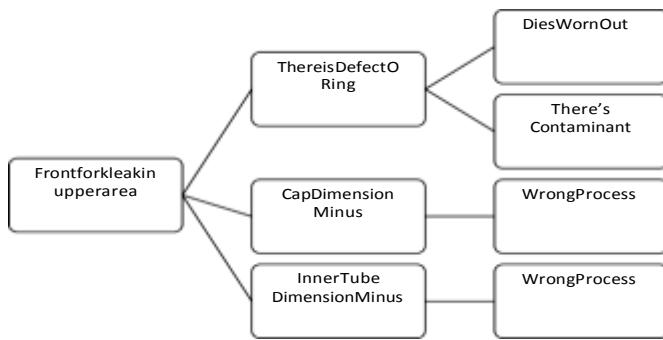 Frontforkleakin
upperarea
ThereisDefectO
Ring
DiesWornOut
There's
Contaminant
CapDimension
Minus
WrongProcess
InnerTube
DimensionMinus
WrongProcess